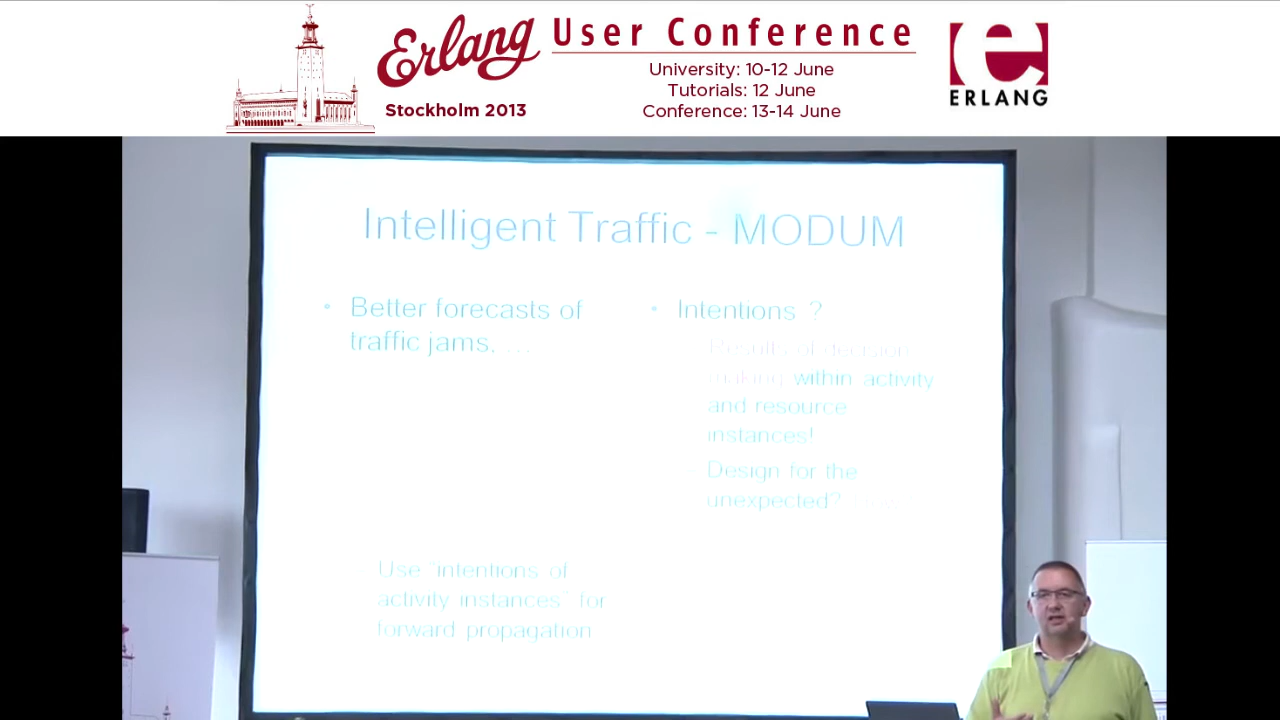 Erlang User Conference
Stockholm 2013
University: 10-12 June
Tutorials: 12 June
Conference: 13-14 June
ERLANG
Intelligent Traffic - MODUM
• Better forecasts of
traffic jams, …
Use "intentions of
activity instances" for
forward propagation
• Intentions ?
Results of decision
making within activity
and resource
instances!
– Design for the
unexpected?